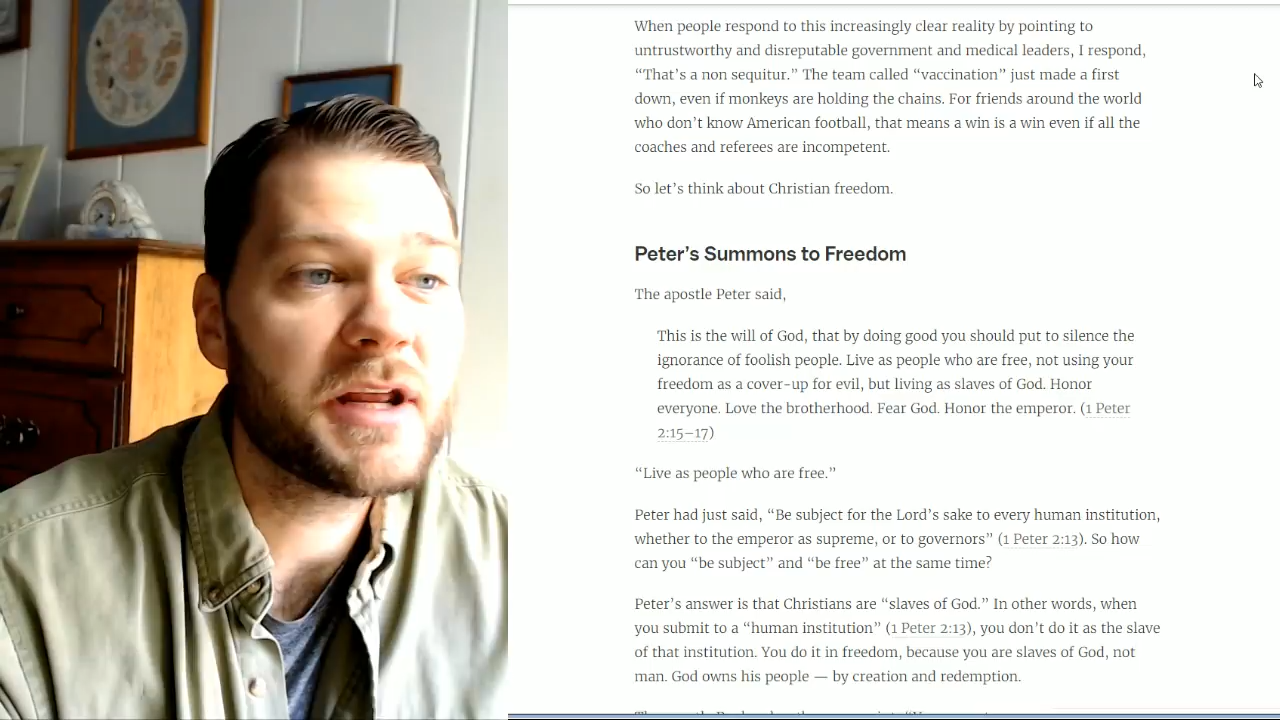 When people respond to this increasingly clear reality by pointing to
untrustworthy and disreputable government and medical leaders, I respond,
“That’s a non sequitur.” The team called “vaccination” just made a first
down, even if monkeys are holding the chains. For friends around the world
who don’t know American football, that means a win is a win even if all the
coaches and referees are incompetent.
So let’s think about Christian freedom.
Peter’s Summons to Freedom
The apostle Peter said,
This is the will of God, that by doing good you should put to silence the
ignorance of foolish people. Live as people who are free, not using your
freedom as a cover-up for evil, but living as slaves of God. Honor
everyone. Love the brotherhood. Fear God. Honor the emperor. (1 Peter
2:15–17)
“Live as people who are free.”
Peter had just said, “Be subject for the Lord’s sake to every human institution,
whether to the emperor as supreme, or to governors” (1 Peter 2:13). So how
can you “be subject” and “be free” at the same time?
Peter’s answer is that Christians are “slaves of God.” In other words, when
you submit to a “human institution” (1 Peter 2:13), you don’t do it as the slave
of that institution. You do it in freedom, because you are slaves of God, not
man. God owns his people — by creation and redemption.